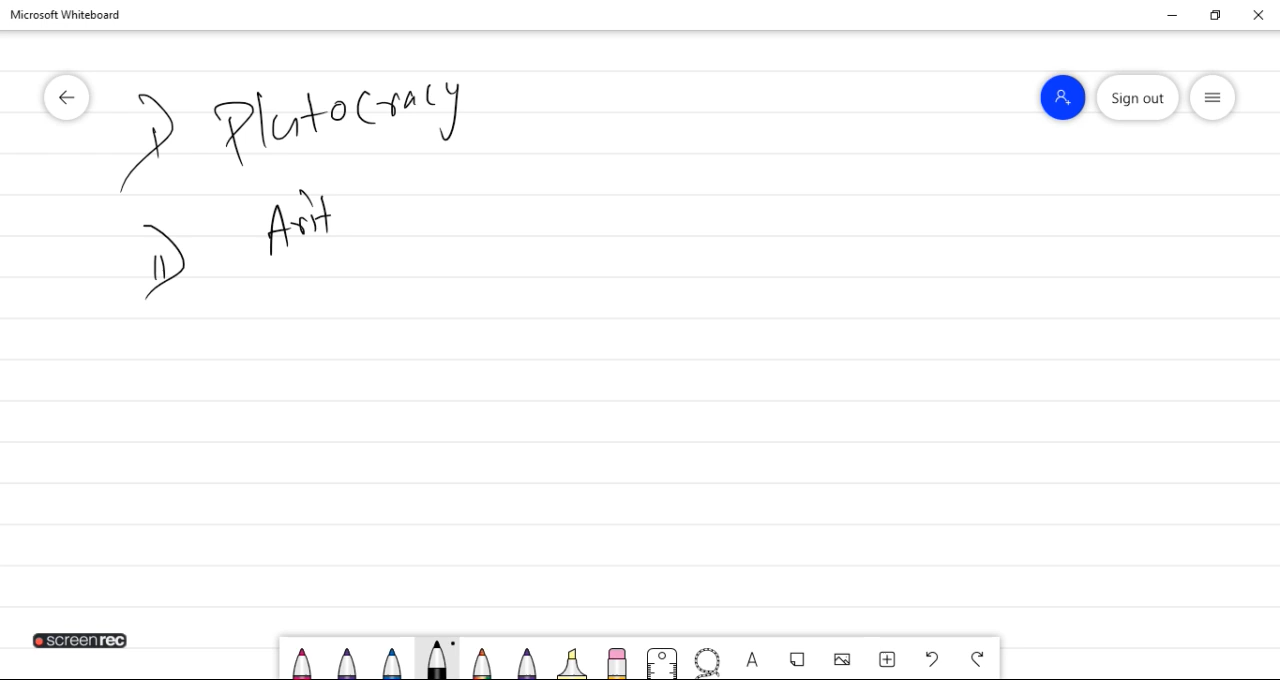 Microsoft Whiteboard
Sign out
I) Plutocracy
II) Arit
screenrec
A